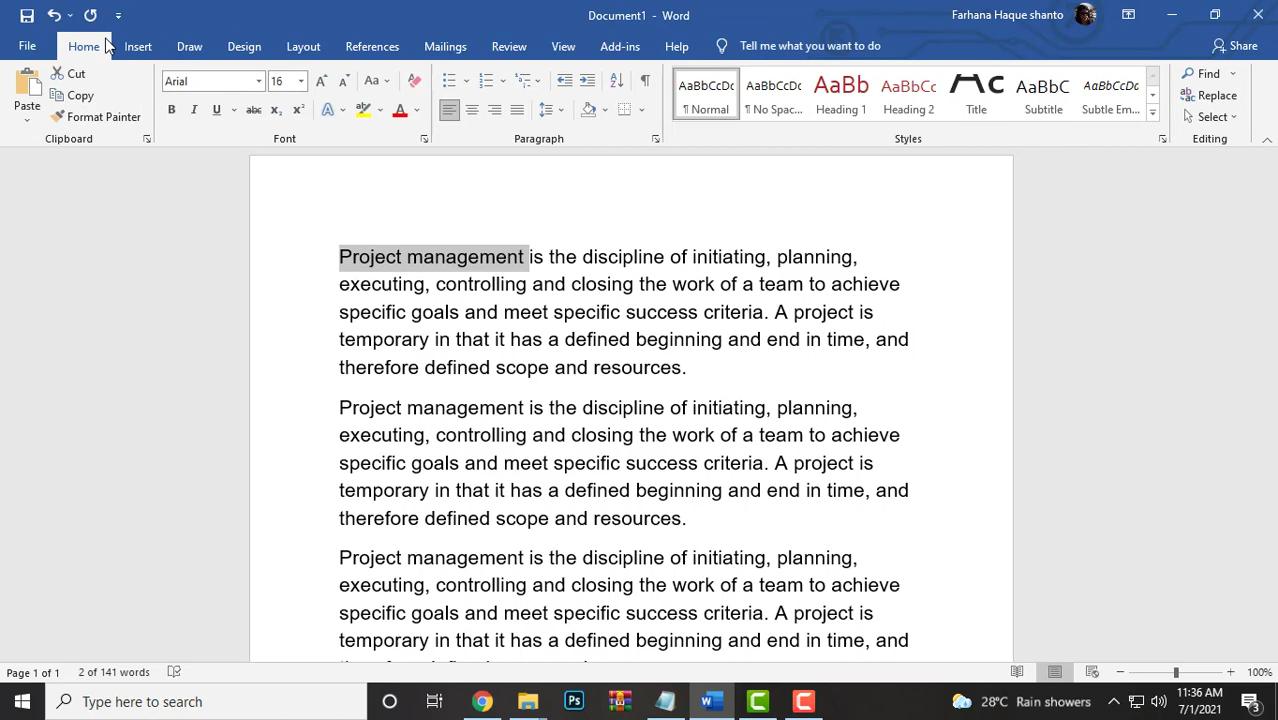 Document1 - Word
Farhana Haque shanto
File Home Insert Draw Design Layout References Mailings Review View Add-ins Help Tell me what you want to do Share
Paste
Cut
Copy
Format Painter
Clipboard
Arial 16 Aa
B I U abc X₂ X² A A
Font
Paragraph
AaBbCcDc AaBbCcDc AaBb AaBbCc AaBbCc AaBbCcDc
¶ Normal ¶ No Spac... Heading 1 Heading 2 Title Subtitle Subtle Em...
Styles
Find
Replace
Select
Editing
Project management is the discipline of initiating, planning,
executing, controlling and closing the work of a team to achieve
specific goals and meet specific success criteria. A project is
temporary in that it has a defined beginning and end in time, and
therefore defined scope and resources.
Project management is the discipline of initiating, planning,
executing, controlling and closing the work of a team to achieve
specific goals and meet specific success criteria. A project is
temporary in that it has a defined beginning and end in time, and
therefore defined scope and resources.
Project management is the discipline of initiating, planning,
executing, controlling and closing the work of a team to achieve
specific goals and meet specific success criteria. A project is
temporary in that it has a defined beginning and end in time, and
Page 1 of 1 2 of 141 words 100%
Type here to search
Ps
28°C Rain showers
11:36 AM
7/1/2021
3